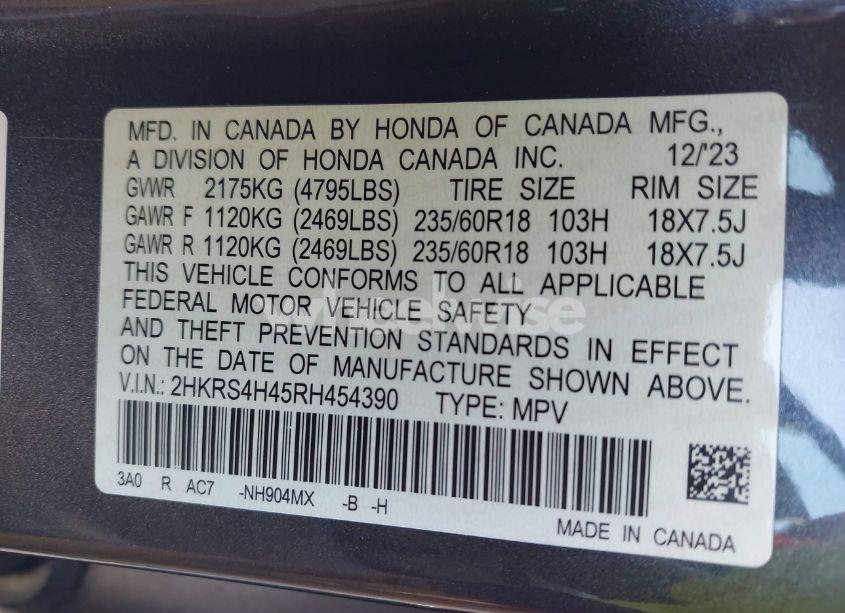 MFD. IN CANADA BY HONDA OF CANADA MFG.,
A DIVISION OF HONDA CANADA INC. 12/'23
GVWR 2175KG (4795LBS) TIRE SIZE RIM SIZE
GAWR F 1120KG (2469LBS) 235/60R18 103H 18X7.5J
GAWR R 1120KG (2469LBS) 235/60R18 103H 18X7.5J
THIS VEHICLE CONFORMS TO ALL APPLICABLE
FEDERAL MOTOR VEHICLE SAFETY
wheelwise
AND THEFT PREVENTION STANDARDS IN EFFECT
ON THE DATE OF MANUFACTURE SHOWN ABOVE.
V.I.N.: 2HKRS4H45RH454390 TYPE: MPV
3A0 R AC7 -NH904MX -B -H
MADE IN CANADA